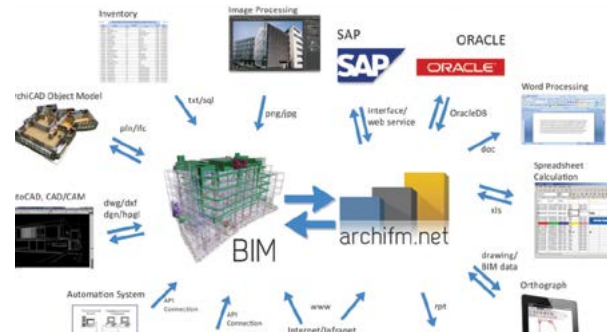 Inventory
Image Processing
SAP
ORACLE
SAP
ORACLE
Word Processing
rchiCAD Object Model
txt/sql
png/jpg
interface/
web service
OracleDB
pln/ifc
doc
Spreadsheet
Calculation
toCAD, CAD/CAM
dwg/dxf
dgn/hpgl
xls
BIM
archifm.net
drawing/
BIM data
Automation System
API
Connection
API
Connection
www
Internet/Infranet
rpt
Orthograph